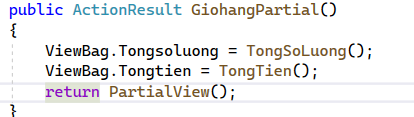 public ActionResult GiohangPartial()
{
ViewBag.Tongsoluong = TongSoLuong();
ViewBag.Tongtien = TongTien();
return PartialView();
}